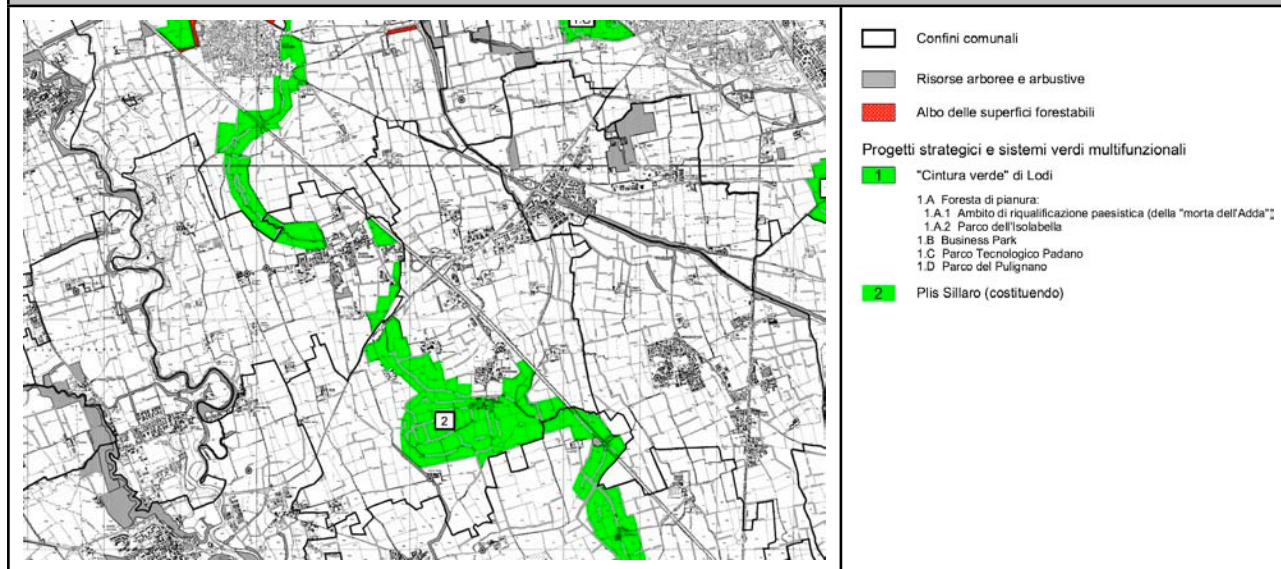 1.C
2
Confini comunali
Risorse arboree e arbustive
Albo delle superfici forestabili
Progetti strategici e sistemi verdi multifunzionali
1 "Cintura verde" di Lodi
1.A Foresta di pianura:
1.A.1 Ambito di riqualificazione paesistica (della "morta dell'Adda")
1.A.2 Parco dell'Isolabella
1.B Business Park
1.C Parco Tecnologico Padano
1.D Parco del Pulignano
2 Plis Sillaro (costituendo)